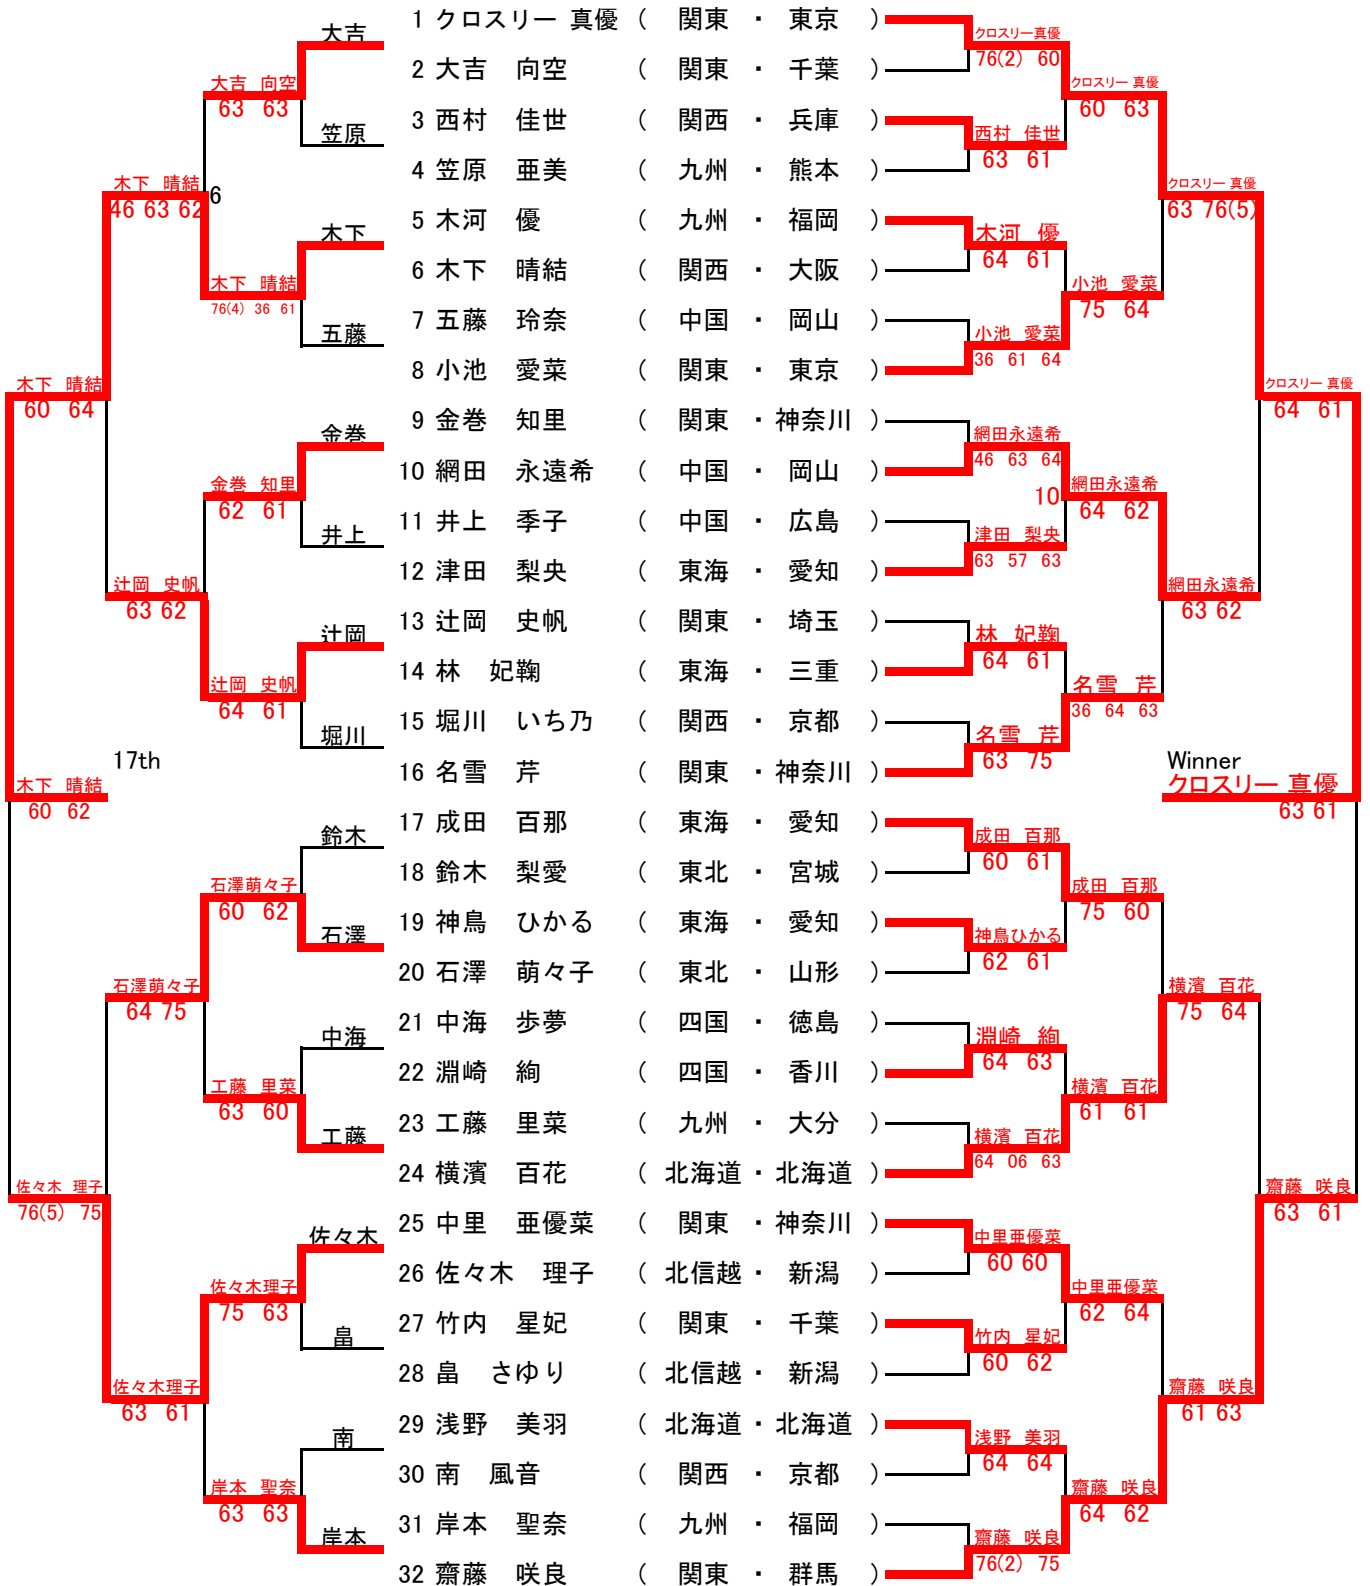 1 クロスリー 真優 ( 関東 ・ 東京 )
大吉
クロスリー真優
76(2) 60
2 大吉 向空 ( 関東 ・ 千葉 )
大吉 向空
63 63
クロスリー 真優
60 63
3 西村 佳世 ( 関西 ・ 兵庫 )
笠原
西村 佳世
63 61
4 笠原 亜美 ( 九州 ・ 熊本 )
木下 晴結
46 63 62
6
クロスリー 真優
63 76(5)
5 木河 優 ( 九州 ・ 福岡 )
木下
木河 優
64 61
6 木下 晴結 ( 関西 ・ 大阪 )
木下 晴結
76(4) 36 61
小池 愛菜
75 64
7 五藤 玲奈 ( 中国 ・ 岡山 )
五藤
小池 愛菜
36 61 64
8 小池 愛菜 ( 関東 ・ 東京 )
木下 晴結
60 64
クロスリー 真優
64 61
9 金巻 知里 ( 関東 ・ 神奈川 )
金巻
網田永遠希
46 63 64
10 網田 永遠希 ( 中国 ・ 岡山 )
金巻 知里
62 61
10
網田永遠希
64 62
11 井上 季子 ( 中国 ・ 広島 )
井上
津田 梨央
63 57 63
12 津田 梨央 ( 東海 ・ 愛知 )
辻岡 史帆
63 62
網田永遠希
63 62
13 辻岡 史帆 ( 関東 ・ 埼玉 )
辻岡
林 妃鞠
64 61
14 林 妃鞠 ( 東海 ・ 三重 )
辻岡 史帆
64 61
名雪 芹
36 64 63
15 堀川 いち乃 ( 関西 ・ 京都 )
堀川
名雪 芹
63 75
16 名雪 芹 ( 関東 ・ 神奈川 )
17th
木下 晴結
60 62
Winner
クロスリー 真優
63 61
17 成田 百那 ( 東海 ・ 愛知 )
鈴木
成田 百那
60 61
18 鈴木 梨愛 ( 東北 ・ 宮城 )
石澤萌々子
60 62
成田 百那
75 60
19 神鳥 ひかる ( 東海 ・ 愛知 )
石澤
神鳥ひかる
62 61
20 石澤 萌々子 ( 東北 ・ 山形 )
石澤萌々子
64 75
横濱 百花
75 64
21 中海 歩夢 ( 四国 ・ 徳島 )
中海
淵崎 絢
64 63
22 淵崎 絢 ( 四国 ・ 香川 )
工藤 里菜
63 60
横濱 百花
61 61
23 工藤 里菜 ( 九州 ・ 大分 )
工藤
横濱 百花
64 06 63
24 横濱 百花 ( 北海道 ・ 北海道 )
佐々木 理子
76(5) 75
齋藤 咲良
63 61
25 中里 亜優菜 ( 関東 ・ 神奈川 )
佐々木
中里亜優菜
60 60
26 佐々木 理子 ( 北信越 ・ 新潟 )
佐々木理子
75 63
中里亜優菜
62 64
27 竹内 星妃 ( 関東 ・ 千葉 )
畠
竹内 星妃
60 62
28 畠 さゆり ( 北信越 ・ 新潟 )
佐々木理子
63 61
齋藤 咲良
61 63
29 浅野 美羽 ( 北海道 ・ 北海道 )
南
浅野 美羽
64 64
30 南 風音 ( 関西 ・ 京都 )
岸本 聖奈
63 63
齋藤 咲良
64 62
31 岸本 聖奈 ( 九州 ・ 福岡 )
岸本
齋藤 咲良
76(2) 75
32 齋藤 咲良 ( 関東 ・ 群馬 )